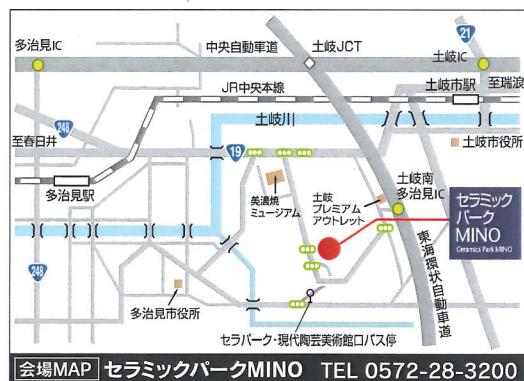 多治見IC
中央自動車道
土岐JCT
土岐IC
21
JR中央本線
土岐市駅
至瑞浪
248
土岐川
至春日井
19
土岐市役所
多治見駅
美濃焼
ミュージアム
土岐
プレミアム
アウトレット
土岐南
多治見IC
セラミック
パーク
MINO
Ceramics Park MINO
東海環状自動車道
248
多治見市役所
セラパーク・現代陶芸美術館口バス停
会場MAP セラミックパークMINO TEL 0572-28-3200